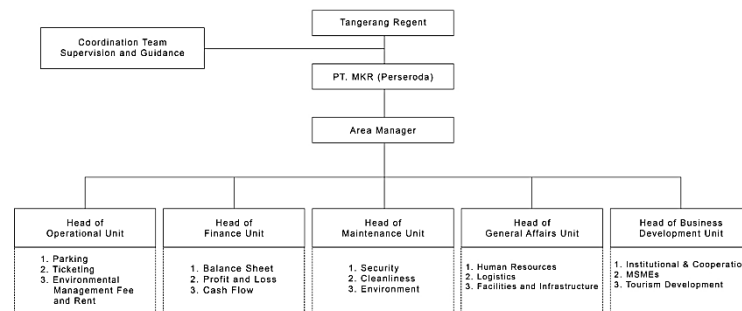 Tangerang Regent
Coordination Team
Supervision and Guidance
PT. MKR (Perseroda)
Area Manager
Head of
Operational Unit
1. Parking
2. Ticketing
3. Environmental
Management Fee
and Rent
Head of
Finance Unit
1. Balance Sheet
2. Profit and Loss
3. Cash Flow
Head of
Maintenance Unit
1. Security
2. Cleanliness
3. Environment
Head of
General Affairs Unit
1. Human Resources
2. Logistics
3. Facilities and Infrastructure
Head of Business
Development Unit
1. Institutional & Cooperatio
2. MSMEs
3. Tourism Development